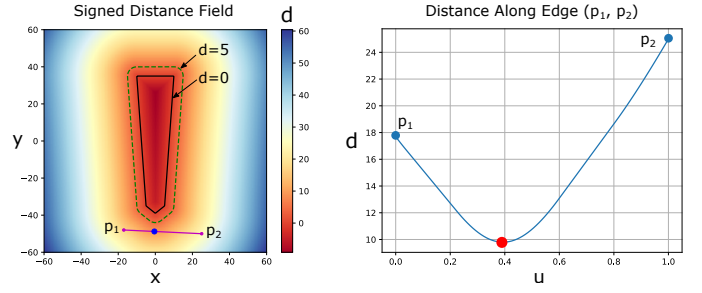 Signed Distance Field
d
60
40
20
0
−20
−40
−60
y
−60
−40
−20
0
20
40
60
x
d=5
d=0
p₁
p₂
60
50
40
30
20
10
0
Distance Along Edge (p₁, p₂)
24
22
20
18
16
14
12
10
d
0.0
0.2
0.4
0.6
0.8
1.0
u
p₁
p₂